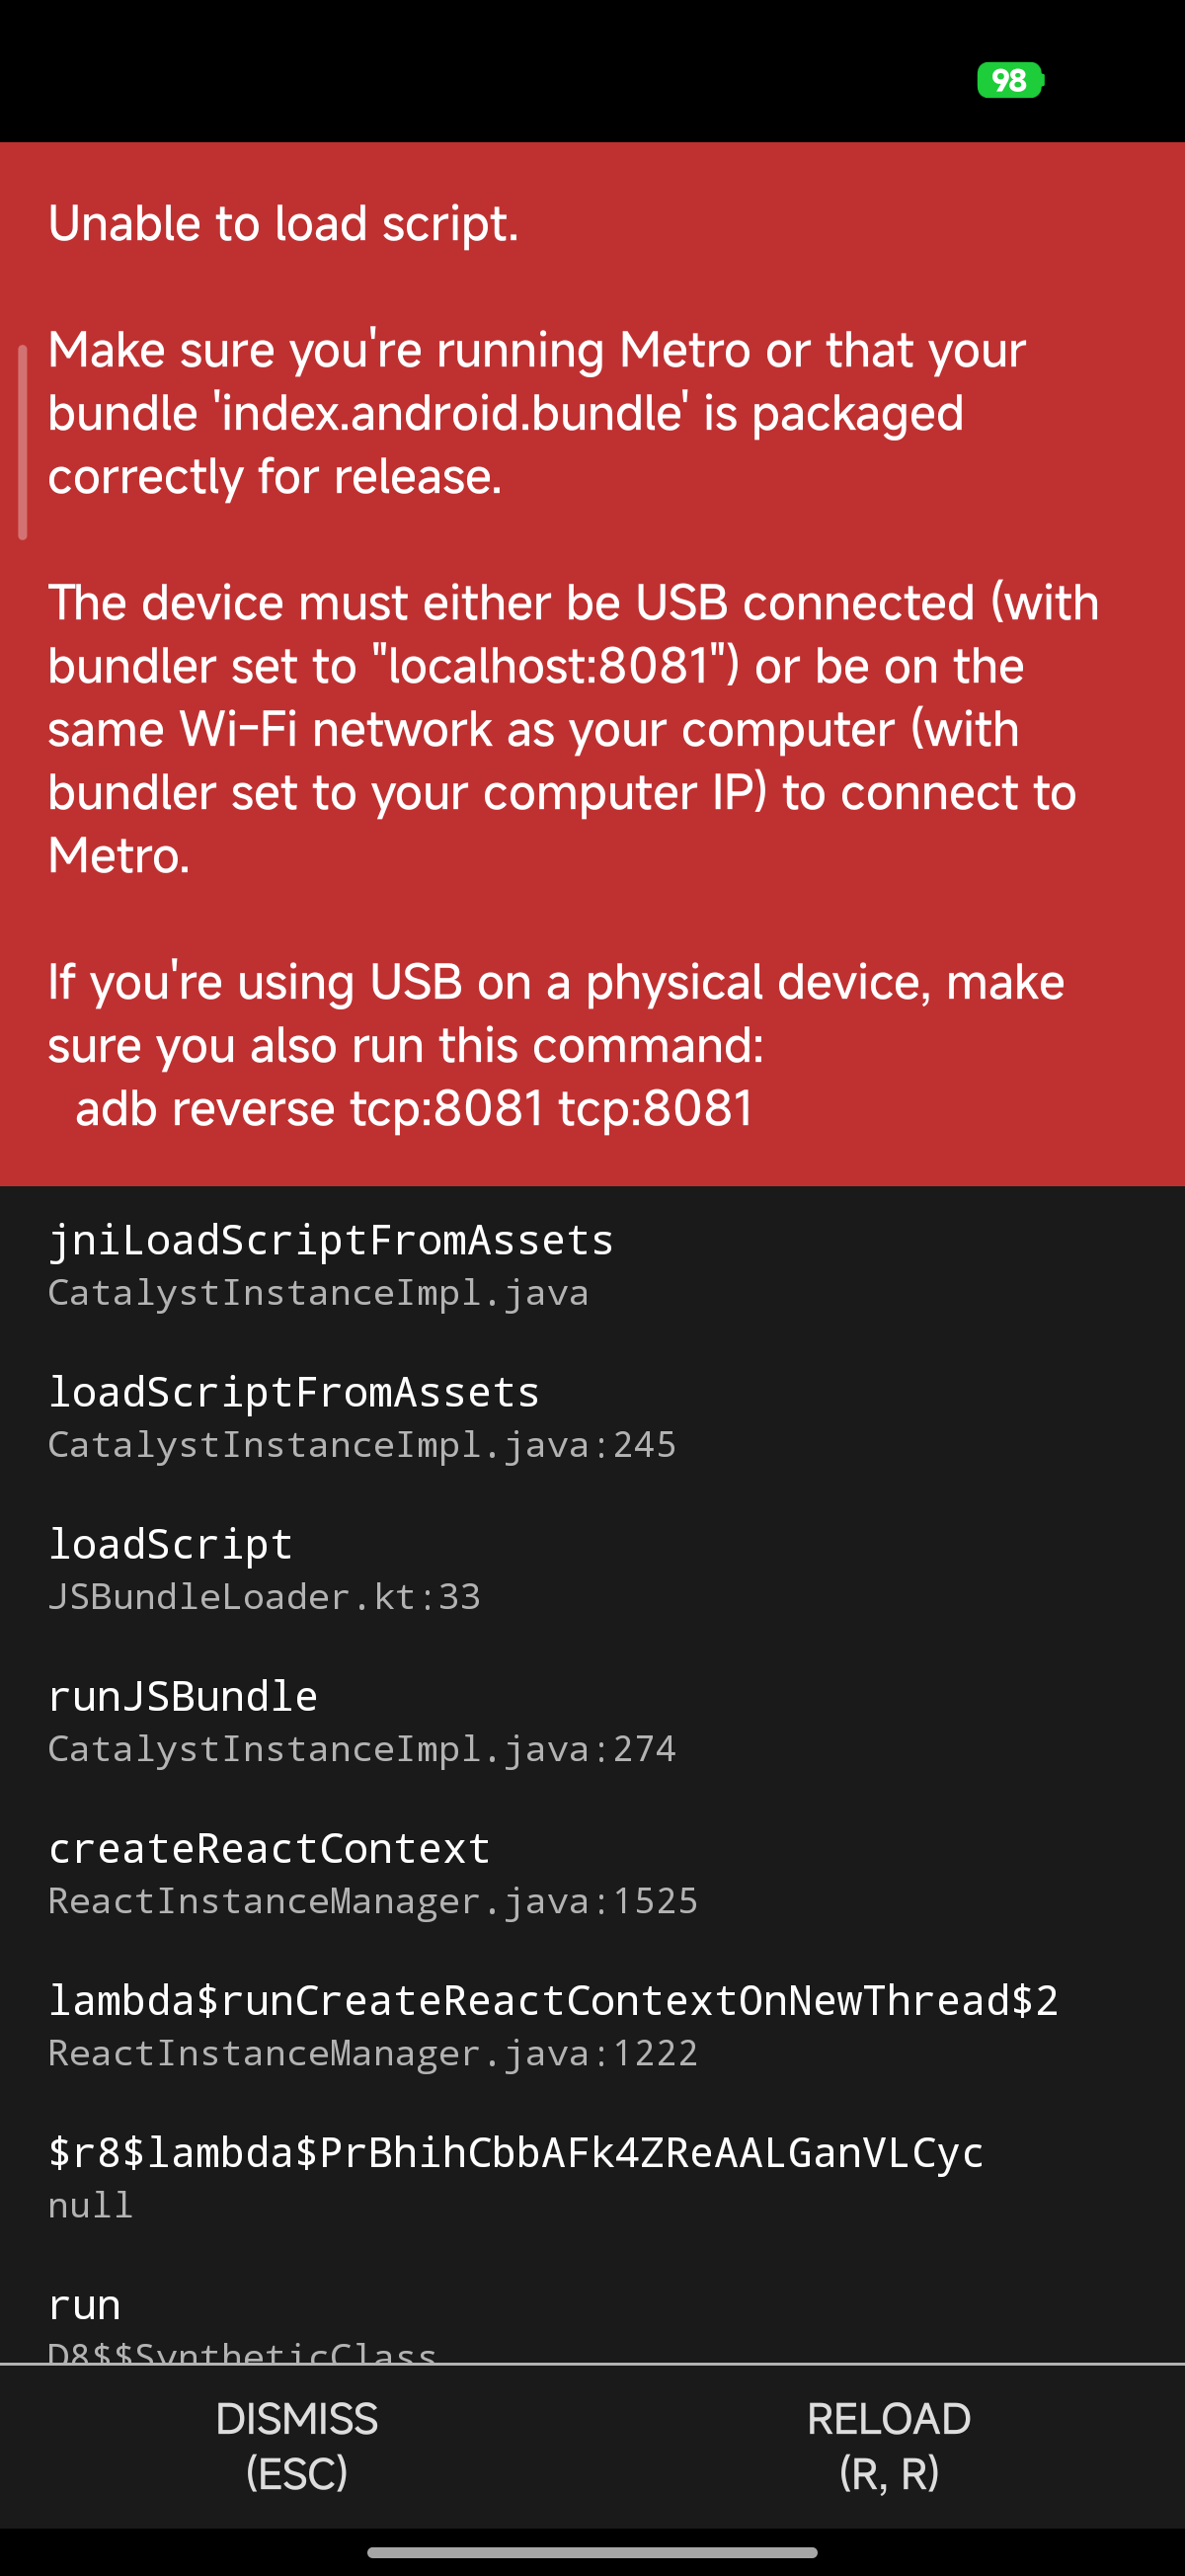 98
Unable to load script.
Make sure you're running Metro or that your
bundle 'index.android.bundle' is packaged
correctly for release.
The device must either be USB connected (with
bundler set to "localhost:8081") or be on the
same Wi-Fi network as your computer (with
bundler set to your computer IP) to connect to
Metro.
If you're using USB on a physical device, make
sure you also run this command:
adb reverse tcp:8081 tcp:8081
jniLoadScriptFromAssets
CatalystInstanceImpl.java
loadScriptFromAssets
CatalystInstanceImpl.java:245
loadScript
JSBundleLoader.kt:33
runJSBundle
CatalystInstanceImpl.java:274
createReactContext
ReactInstanceManager.java:1525
lambda$runCreateReactContextOnNewThread$2
ReactInstanceManager.java:1222
$r8$lambda$PrBhihCbbAFk4ZReAALGanVLCyc
null
run
D8$$SyntheticClass
DISMISS
(ESC)
RELOAD
(R, R)